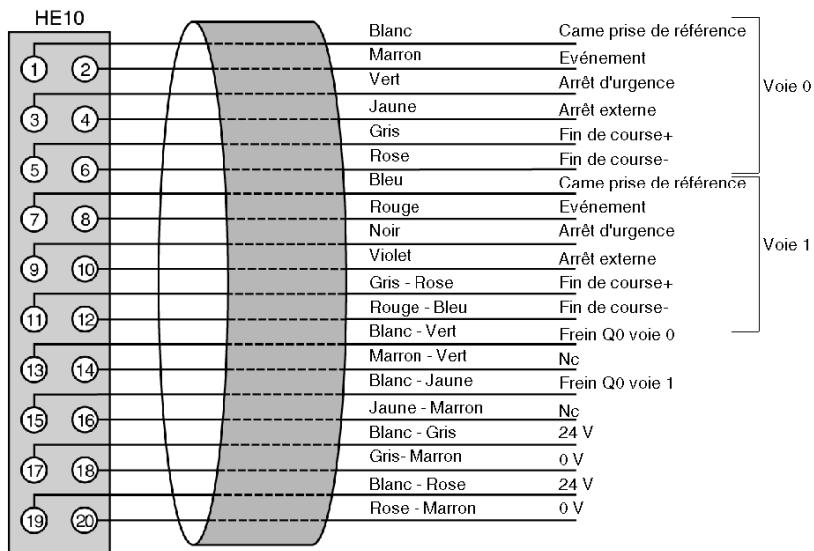 HE10
1 2 Blanc Came prise de référence
Marron Evénement
3 4 Vert Arrêt d'urgence
Jaune Arrêt externe
5 6 Gris Fin de course+
Rose Fin de course-
Voie 0
7 8 Bleu Came prise de référence
Rouge Evénement
9 10 Noir Arrêt d'urgence
Violet Arrêt externe
11 12 Gris - Rose Fin de course+
Rouge - Bleu Fin de course-
Voie 1
13 14 Blanc - Vert Frein Q0 voie 0
Marron - Vert Nc
15 16 Blanc - Jaune Frein Q0 voie 1
Jaune - Marron Nc
17 18 Blanc - Gris 24 V
Gris- Marron 0 V
19 20 Blanc - Rose 24 V
Rose - Marron 0 V